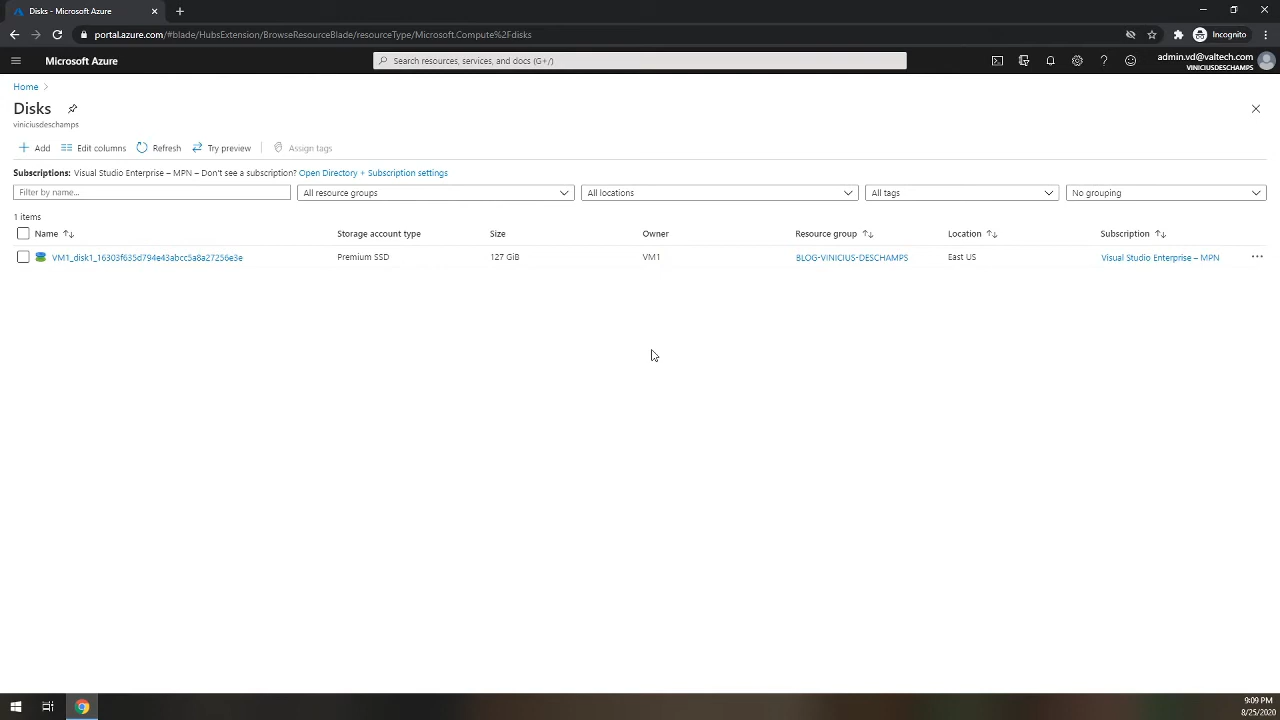 Disks - Microsoft Azure
portal.azure.com/#blade/HubsExtension/BrowseResourceBlade/resourceType/Microsoft.Compute%2Fdisks
Incognito
Microsoft Azure
Search resources, services, and docs (G+/)
admin.vd@valtech.com
VINICIUSDESCHAMPS
Home
Disks
viniciusdeschamps
Add Edit columns Refresh Try preview Assign tags
Subscriptions: Visual Studio Enterprise – MPN – Don't see a subscription? Open Directory + Subscription settings
Filter by name... All resource groups All locations All tags No grouping
1 items
Name Storage account type Size Owner Resource group Location Subscription
VM1_disk1_16303f635d794e43abcc5a8a27256e3e Premium SSD 127 GiB VM1 BLOG-VINICIUS-DESCHAMPS East US Visual Studio Enterprise – MPN
9:09 PM
8/25/2020